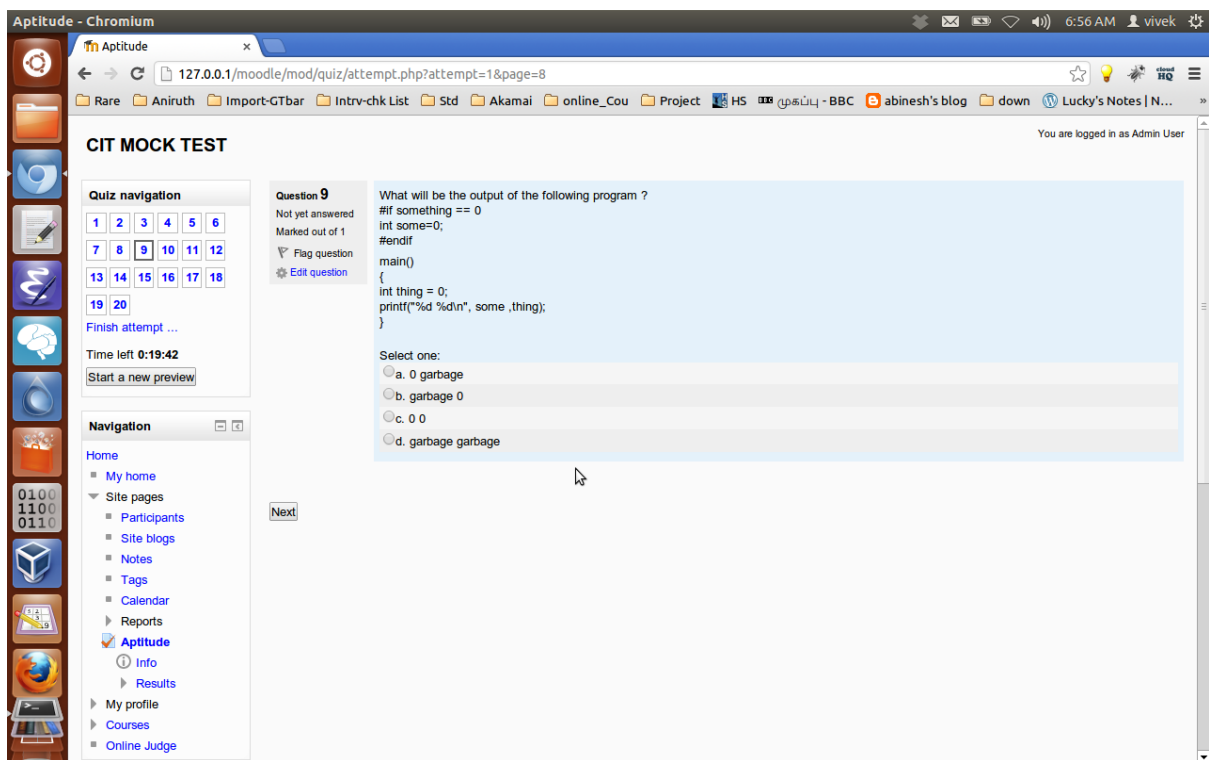 Aptitude - Chromium
6:56 AM vivek
Aptitude
127.0.0.1/moodle/mod/quiz/attempt.php?attempt=1&page=8
cloud HQ
Rare Aniruth Import-GTbar Intrv-chk List Std Akamai online_Cou Project HS முகப்பு - BBC abinesh's blog down Lucky's Notes | N... »
You are logged in as Admin User
CIT MOCK TEST
Quiz navigation
1 2 3 4 5 6
7 8 9 10 11 12
13 14 15 16 17 18
19 20
Finish attempt ...
Time left 0:19:42
Start a new preview
Question 9
Not yet answered
Marked out of 1
Flag question
Edit question
What will be the output of the following program ?
#if something == 0
int some=0;
#endif
main()
{
int thing = 0;
printf("%d %d\n", some ,thing);
}
Select one:
a. 0 garbage
b. garbage 0
c. 0 0
d. garbage garbage
Next
Navigation
Home
My home
Site pages
Participants
Site blogs
Notes
Tags
Calendar
Reports
Aptitude
Info
Results
My profile
Courses
Online Judge
0100
1100
0110